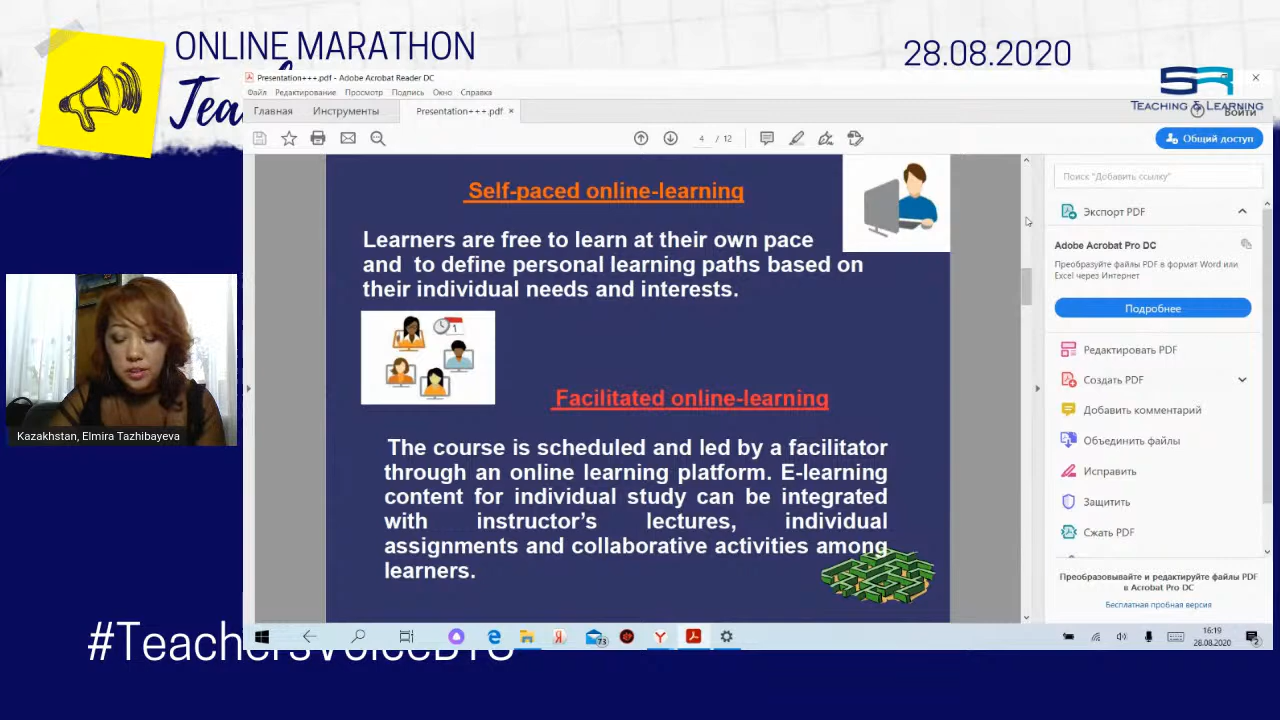 ONLINE MARATHON
28.08.2020
Tea
Presentation+++.pdf - Adobe Acrobat Reader DC
SR
TEACHING & LEARNING
Файл Редактирование Просмотр Подпись Окно Справка
Главная Инструменты Presentation+++.pdf ×
Войти
4 / 12
Общий доступ
Self-paced online-learning
Learners are free to learn at their own pace
and to define personal learning paths based on
their individual needs and interests.
1
Facilitated online-learning
The course is scheduled and led by a facilitator
through an online learning platform. E-learning
content for individual study can be integrated
with instructor’s lectures, individual
assignments and collaborative activities among
learners.
Поиск "Добавить ссылку"
Экспорт PDF
Adobe Acrobat Pro DC
Преобразуйте файлы PDF в формат Word или
Excel через Интернет
Подробнее
Редактировать PDF
Создать PDF
Добавить комментарий
Объединить файлы
Исправить
Защитить
Сжать PDF
Преобразовывайте и редактируйте файлы PDF
в Acrobat Pro DC
Бесплатная пробная версия
Kazakhstan, Elmira Tazhibayeva
73
16:19
28.08.2020
2
#Teachers